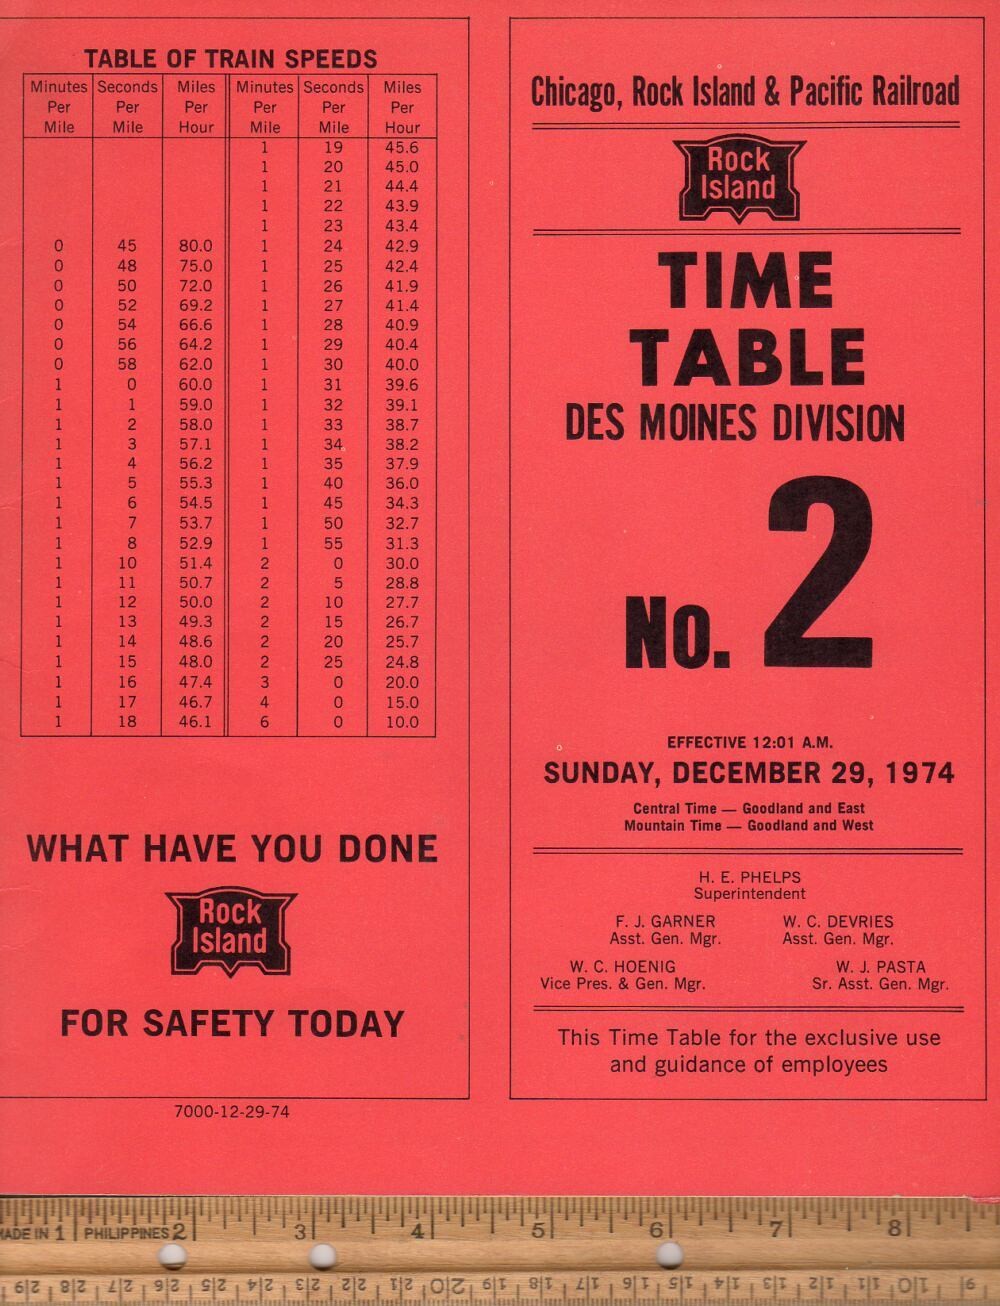 TABLE OF TRAIN SPEEDS
Minutes Per Mile Seconds Per Mile Miles Per Hour Minutes Per Mile Seconds Per Mile Miles Per Hour
1 19 45.6
1 20 45.0
1 21 44.4
1 22 43.9
1 23 43.4
0 45 80.0 1 24 42.9
0 48 75.0 1 25 42.4
0 50 72.0 1 26 41.9
0 52 69.2 1 27 41.4
0 54 66.6 1 28 40.9
0 56 64.2 1 29 40.4
0 58 62.0 1 30 40.0
1 0 60.0 1 31 39.6
1 1 59.0 1 32 39.1
1 2 58.0 1 33 38.7
1 3 57.1 1 34 38.2
1 4 56.2 1 35 37.9
1 5 55.3 1 40 36.0
1 6 54.5 1 45 34.3
1 7 53.7 1 50 32.7
1 8 52.9 1 55 31.3
1 10 51.4 2 0 30.0
1 11 50.7 2 5 28.8
1 12 50.0 2 10 27.7
1 13 49.3 2 15 26.7
1 14 48.6 2 20 25.7
1 15 48.0 2 25 24.8
1 16 47.4 3 0 20.0
1 17 46.7 4 0 15.0
1 18 46.1 6 0 10.0
WHAT HAVE YOU DONE
Rock
Island
FOR SAFETY TODAY
7000-12-29-74
Chicago, Rock Island & Pacific Railroad
Rock
Island
TIME
TABLE
DES MOINES DIVISION
No. 2
EFFECTIVE 12:01 A.M.
SUNDAY, DECEMBER 29, 1974
Central Time — Goodland and East
Mountain Time — Goodland and West
H. E. PHELPS
Superintendent
F. J. GARNER W. C. DEVRIES
Asst. Gen. Mgr. Asst. Gen. Mgr.
W. C. HOENIG W. J. PASTA
Vice Pres. & Gen. Mgr. Sr. Asst. Gen. Mgr.
This Time Table for the exclusive use
and guidance of employees
MADE IN 1 PHILIPPINES 2 3 4 5 6 7 8